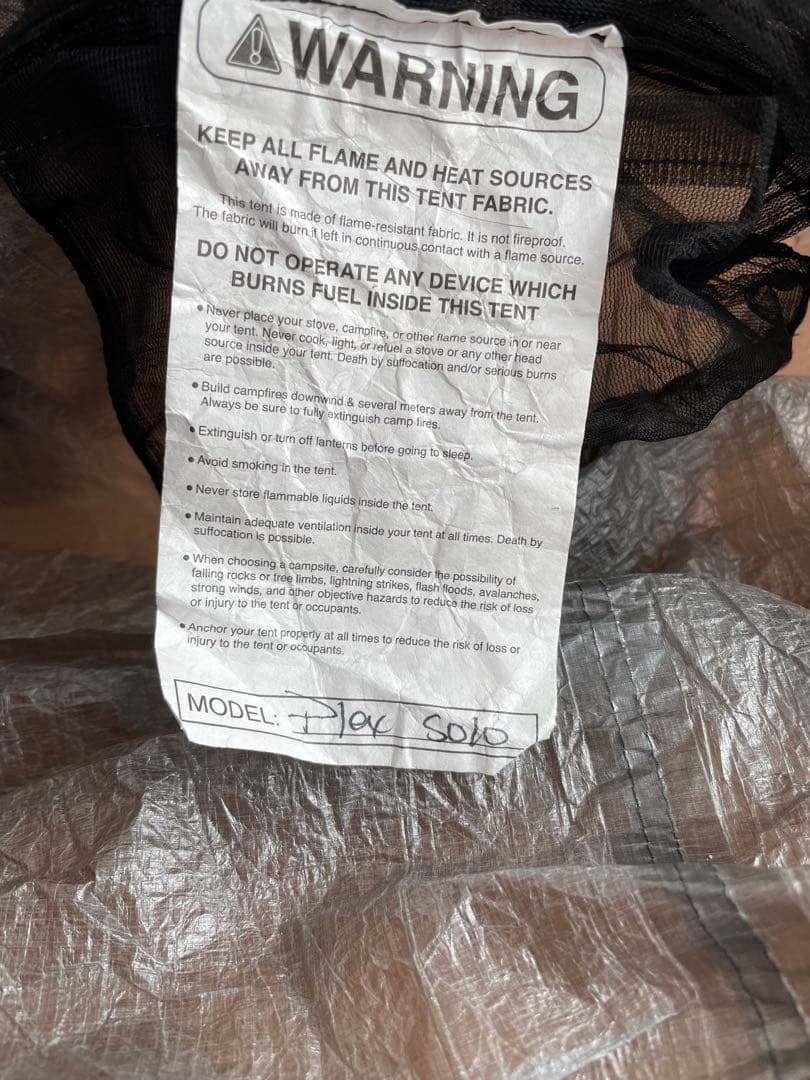 WARNING
KEEP ALL FLAME AND HEAT SOURCES
AWAY FROM THIS TENT FABRIC.
This tent is made of flame-resistant fabric. It is not fireproof.
The fabric will burn it left in continuous contact with a flame source.
DO NOT OPERATE ANY DEVICE WHICH
BURNS FUEL INSIDE THIS TENT
• Never place your stove, campfire, or other flame source in or near
your tent. Never cook, light, or refuel a stove or any other head
source inside your tent. Death by suffocation and/or serious burns
are possible.
• Build campfires downwind & several meters away from the tent.
Always be sure to fully extinguish camp fires.
• Extinguish or turn off lanterns before going to sleep.
• Avoid smoking in the tent.
• Never store flammable liquids inside the tent.
• Maintain adequate ventilation inside your tent at all times. Death by
suffocation is possible.
• When choosing a campsite, carefully consider the possibility of
falling rocks or tree limbs, lightning strikes, flash floods, avalanches,
strong winds, and other objective hazards to reduce the risk of loss
or injury to the tent or occupants.
• Anchor your tent properly at all times to reduce the risk of loss or
injury to the tent or occupants.
MODEL: Plex Solo